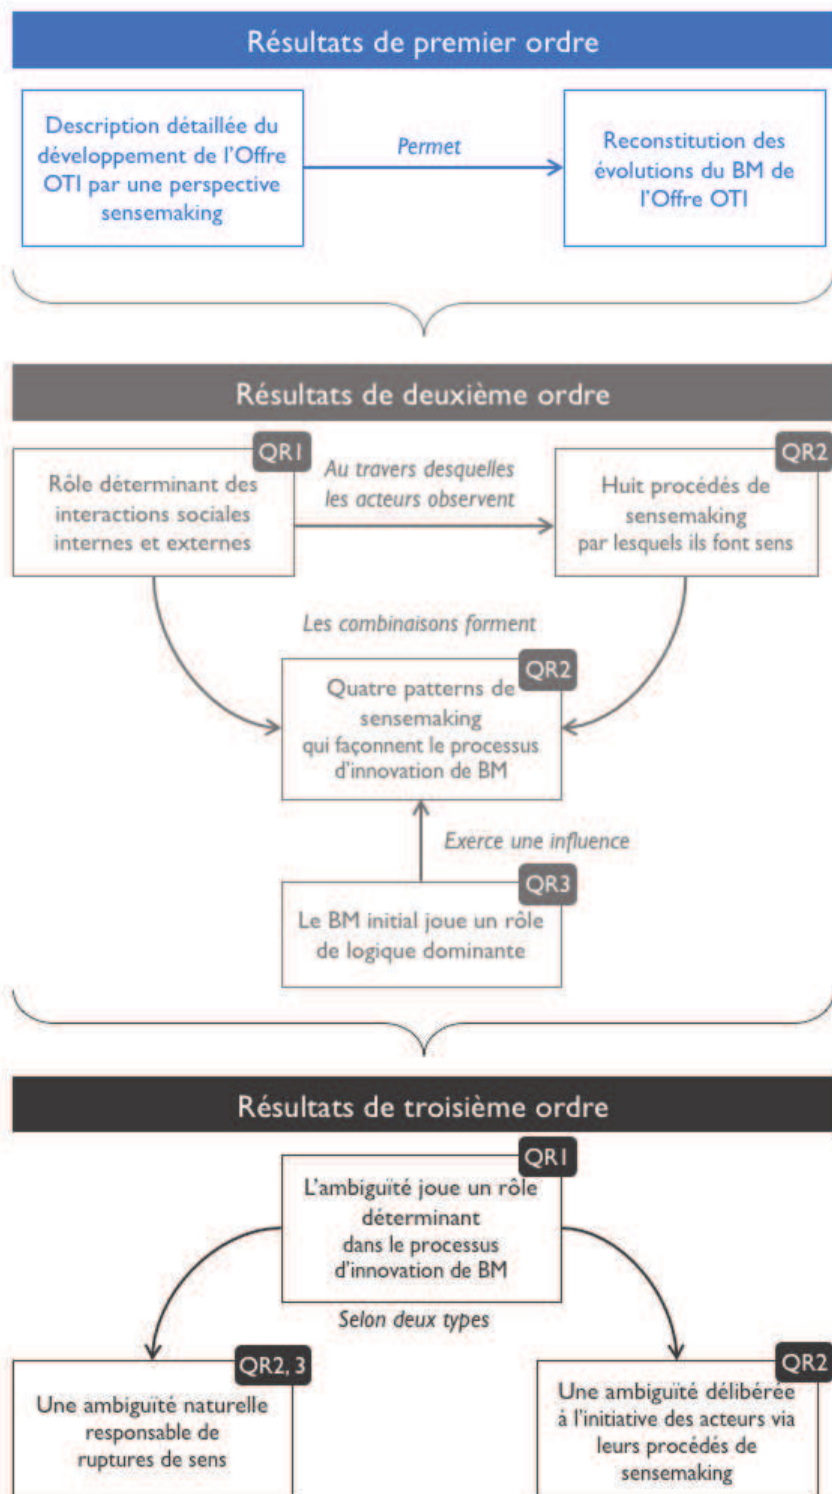 Résultats de premier ordre
Description détaillée du
développement de l'Offre
OTI par une perspective
sensemaking
Permet
Reconstitution des
évolutions du BM de
l'Offre OTI
Résultats de deuxième ordre
QR1
Rôle déterminant des
interactions sociales
internes et externes
Au travers desquelles
les acteurs observent
QR2
Huit procédés de
sensemaking
par lesquels ils font sens
Les combinaisons forment
QR2
Quatre patterns de
sensemaking
qui façonnent le processus
d'innovation de BM
Exerce une influence
QR3
Le BM initial joue un rôle
de logique dominante
Résultats de troisième ordre
QR1
L'ambiguïté joue un rôle
déterminant
dans le processus
d'innovation de BM
Selon deux types
QR2, 3
Une ambiguïté naturelle
responsable de
ruptures de sens
QR2
Une ambiguïté délibérée
à l'initiative des acteurs via
leurs procédés de
sensemaking